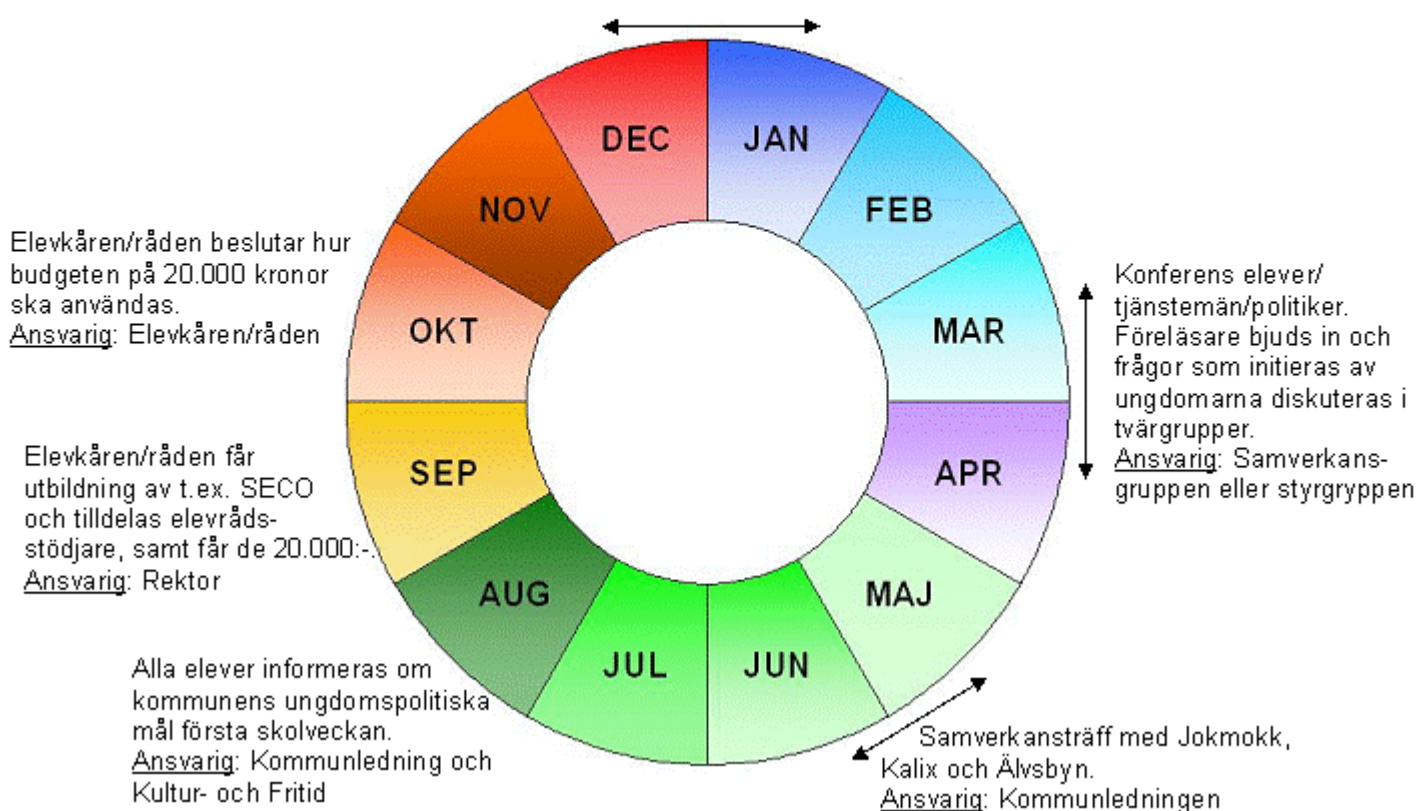 DEC
JAN
NOV
FEB
OKT
MAR
SEP
APR
AUG
MAJ
JUL
JUN
Elevkåren/råden beslutar hur
budgeten på 20.000 kronor
ska användas.
Ansvarig: Elevkåren/råden
Konferens elever/
tjänstemän/politiker.
Föreläsare bjuds in och
frågor som initieras av
ungdomarna diskuteras i
tvärgrupper.
Ansvarig: Samverkans-
gruppen eller styrgryppen
Elevkåren/råden får
utbildning av t.ex. SECO
och tilldelas elevråds-
stödjare, samt får de 20.000:-.
Ansvarig: Rektor
Alla elever informeras om
kommunens ungdomspolitiska
mål första skolveckan.
Ansvarig: Kommunledning och
Kultur- och Fritid
Samverkansträff med Jokmokk,
Kalix och Älvsbyn.
Ansvarig: Kommunledningen